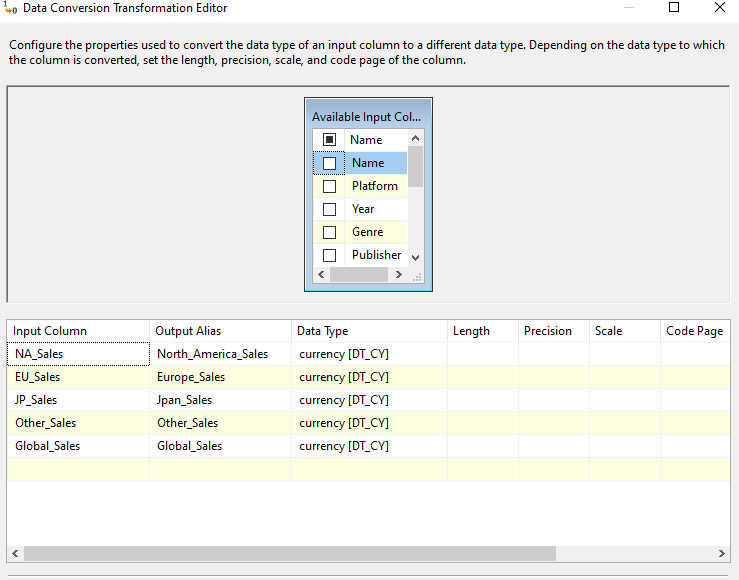 Data Conversion Transformation Editor
Configure the properties used to convert the data type of an input column to a different data type. Depending on the data type to which
the column is converted, set the length, precision, scale, and code page of the column.
Available Input Col...
Name
Name
Platform
Year
Genre
Publisher
Input Column Output Alias Data Type Length Precision Scale Code Page
NA_Sales North_America_Sales currency [DT_CY]
EU_Sales Europe_Sales currency [DT_CY]
JP_Sales Jpan_Sales currency [DT_CY]
Other_Sales Other_Sales currency [DT_CY]
Global_Sales Global_Sales currency [DT_CY]